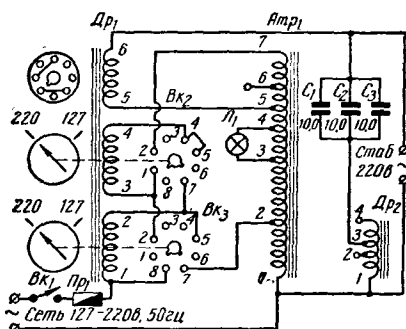 Др₁ Атр₁
6 7
220 127 Вк₂ 6
5 5 C₁ C₂ C₃
4 4 3 4 Л₁ 10,0 10,0 10,0
2 5
1 6 3
3 8 7 Стаб
220в.
220 127 2 3 4 Вк₃ 2 Др₂
2 5 4
1 6 3
2
Вк₁ Пр₁ 1 8 7 1
~ Сеть 127-220в, 50гц